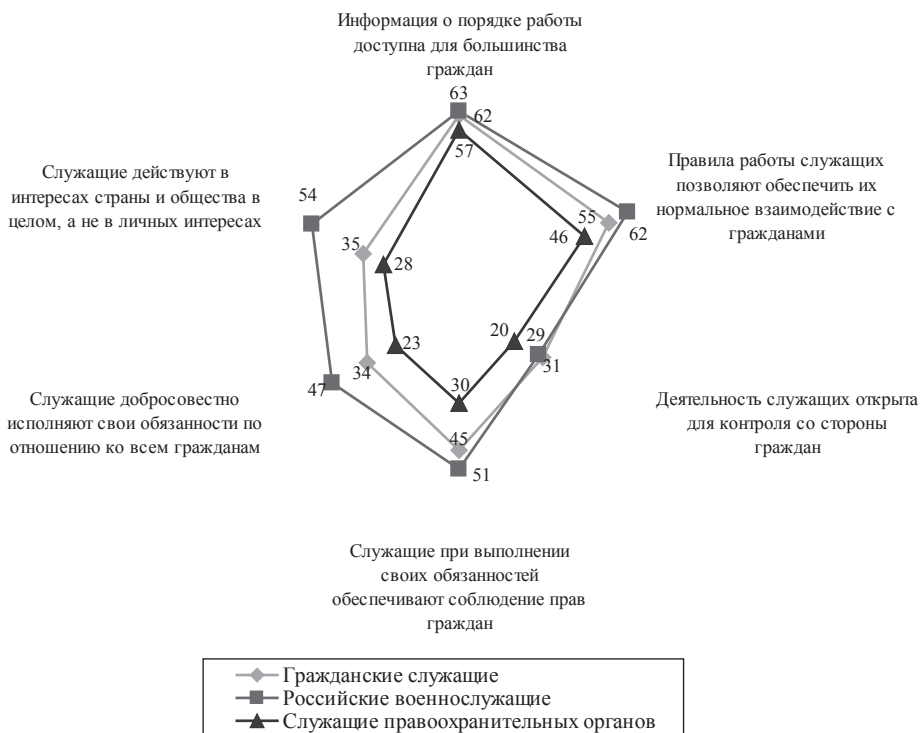 Информация о порядке работы
доступна для большинства
граждан
63
62
57
Служащие действуют в
интересах страны и общества в
целом, а не в личных интересах
54
35
28
Правила работы служащих
позволяют обеспечить их
нормальное взаимодействие с
гражданами
55
46
62
20
29
31
23
34
47
30
45
51
Служащие добросовестно
исполняют свои обязанности по
отношению ко всем гражданам
Деятельность служащих открыта
для контроля со стороны
граждан
Служащие при выполнении
своих обязанностей
обеспечивают соблюдение прав
граждан
Гражданские служащие
Российские военнослужащие
Служащие правоохранительных органов